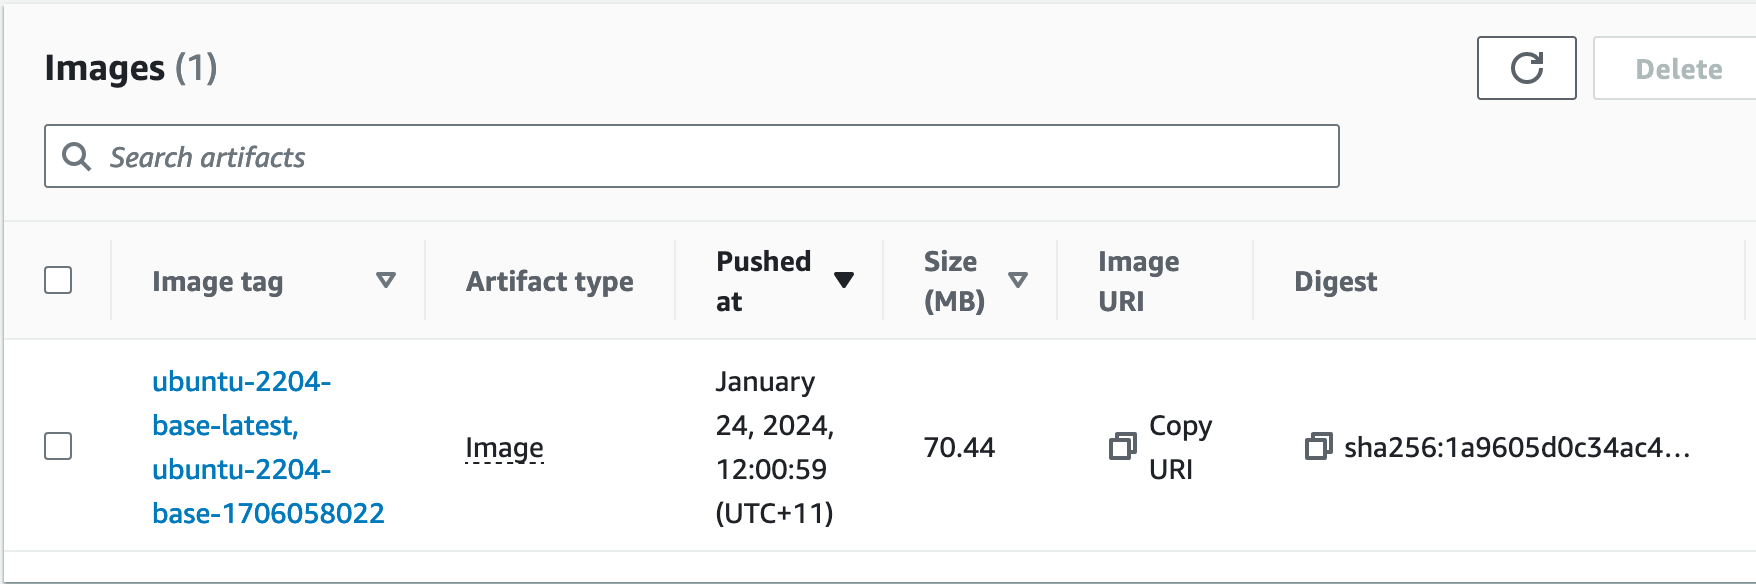 Images (1)
Delete
Search artifacts
Image tag
Artifact type
Pushed
at
Size
(MB)
Image
URI
Digest
ubuntu-2204-
base-latest,
ubuntu-2204-
base-1706058022
Image
January
24, 2024,
12:00:59
(UTC+11)
70.44
Copy
URI
sha256:1a9605d0c34ac4...